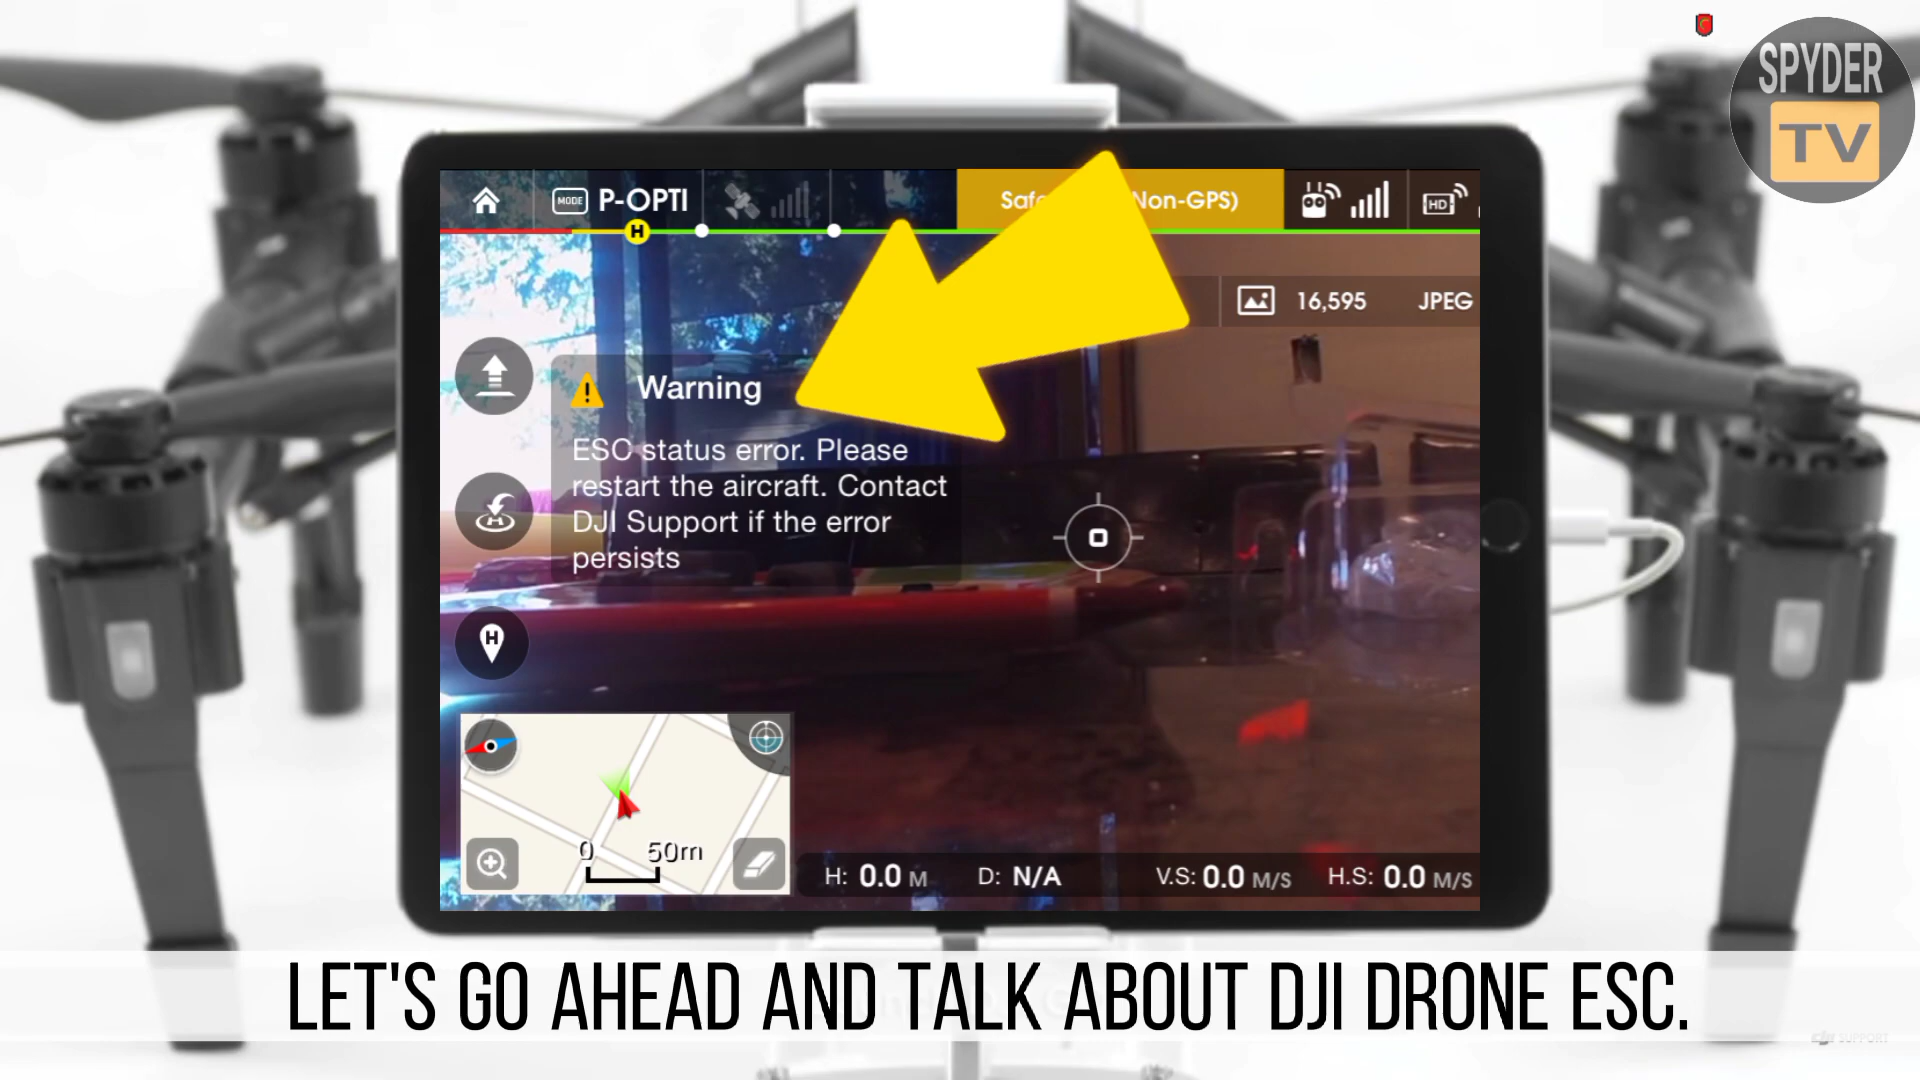 SPYDER
TV
MODE P-OPTI
H
Non-GPS)
HD
16,595 JPEG
Warning
ESC status error. Please
restart the aircraft. Contact
DJI Support if the error
persists
H
H
0 50m
H: 0.0 M D: N/A V.S: 0.0 M/S H.S: 0.0 M/S
LET'S GO AHEAD AND TALK ABOUT DJI DRONE ESC.
dji SUPPORT